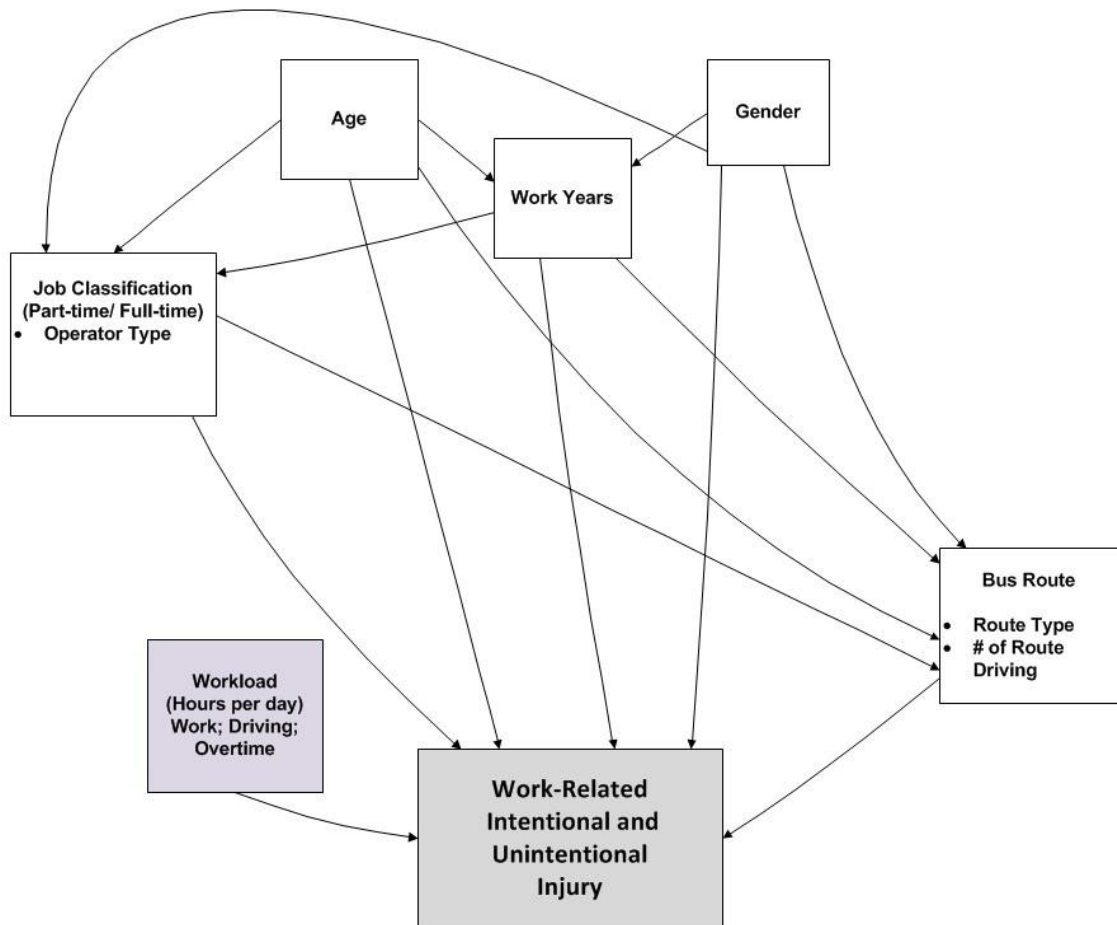 Age
Gender
Work Years
Job Classification
(Part-time/ Full-time)
• Operator Type
Bus Route
• Route Type
• # of Route
Driving
Workload
(Hours per day)
Work; Driving;
Overtime
Work-Related
Intentional and
Unintentional
Injury